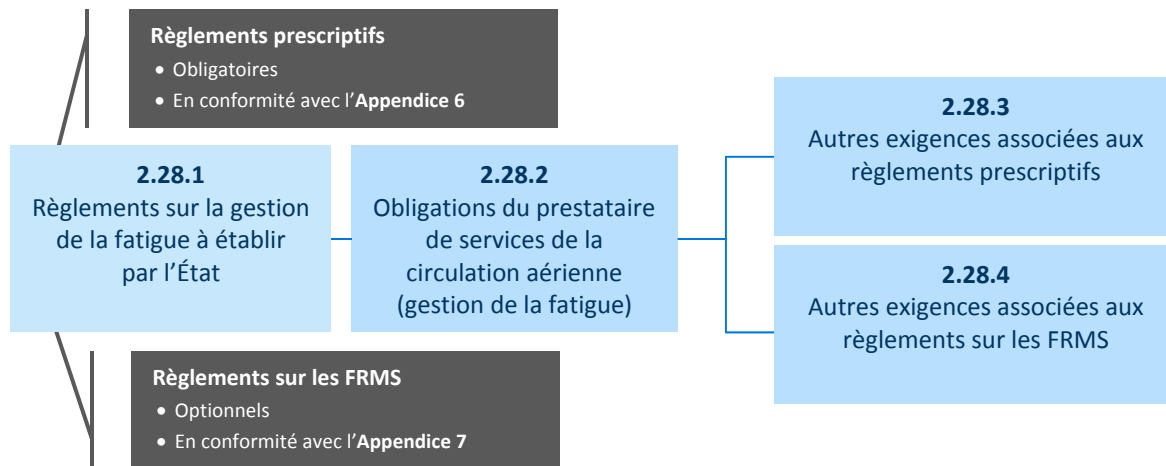 Règlements prescriptifs
• Obligatoires
• En conformité avec l'Appendice 6
2.28.1
Règlements sur la gestion
de la fatigue à établir
par l'État
2.28.2
Obligations du prestataire
de services de la
circulation aérienne
(gestion de la fatigue)
2.28.3
Autres exigences associées aux
règlements prescriptifs
2.28.4
Autres exigences associées aux
règlements sur les FRMS
Règlements sur les FRMS
• Optionnels
• En conformité avec l'Appendice 7